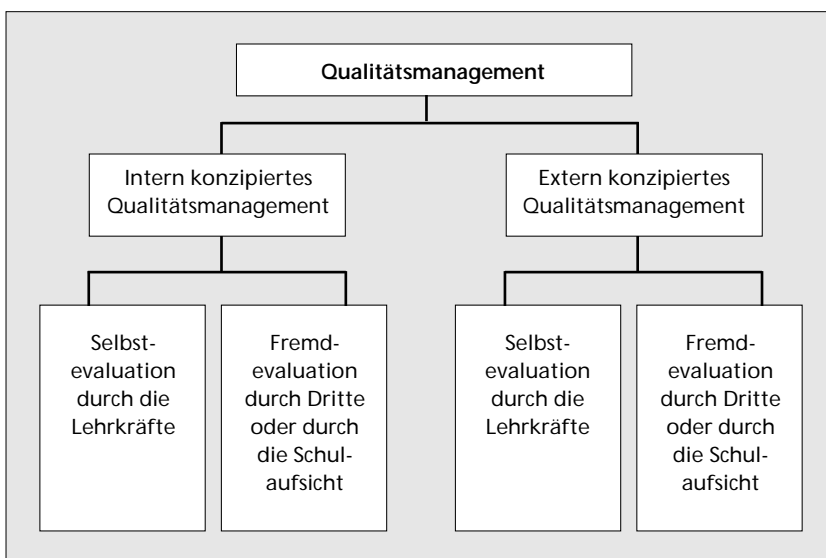 Qualitätsmanagement
Intern konzipiertes
Qualitätsmanagement
Extern konzipiertes
Qualitätsmanagement
Selbst-
evaluation
durch die
Lehrkräfte
Fremd-
evaluation
durch Dritte
oder durch
die Schul-
aufsicht
Selbst-
evaluation
durch die
Lehrkräfte
Fremd-
evaluation
durch Dritte
oder durch
die Schul-
aufsicht